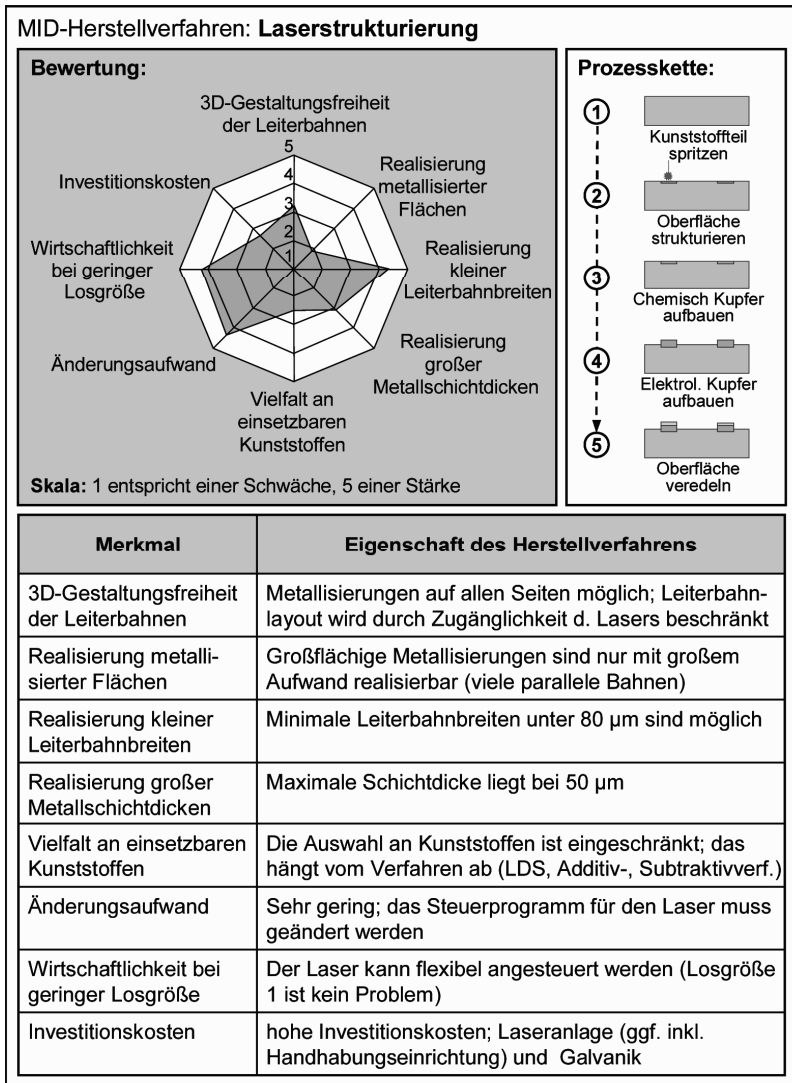 MID-Herstellverfahren: Laserstrukturierung
Bewertung:
3D-Gestaltungsfreiheit
der Leiterbahnen
5
4
3
2
1
Realisierung
metallisierter
Flächen
Realisierung
kleiner
Leiterbahnbreiten
Realisierung
großer
Metallschichtdicken
Vielfalt an
einsetzbaren
Kunststoffen
Änderungsaufwand
Wirtschaftlichkeit
bei geringer
Losgröße
Investitionskosten
Skala: 1 entspricht einer Schwäche, 5 einer Stärke
Prozesskette:
1
Kunststoffteil
spritzen
2
Oberfläche
strukturieren
3
Chemisch Kupfer
aufbauen
4
Elektrol. Kupfer
aufbauen
5
Oberfläche
veredeln
Merkmal
Eigenschaft des Herstellverfahrens
3D-Gestaltungsfreiheit
der Leiterbahnen
Metallisierungen auf allen Seiten möglich; Leiterbahn-
layout wird durch Zugänglichkeit d. Lasers beschränkt
Realisierung metalli-
sierter Flächen
Großflächige Metallisierungen sind nur mit großem
Aufwand realisierbar (viele parallele Bahnen)
Realisierung kleiner
Leiterbahnbreiten
Minimale Leiterbahnbreiten unter 80 µm sind möglich
Realisierung großer
Metallschichtdicken
Maximale Schichtdicke liegt bei 50 µm
Vielfalt an einsetzbaren
Kunststoffen
Die Auswahl an Kunststoffen ist eingeschränkt; das
hängt vom Verfahren ab (LDS, Additiv-, Subtraktivverf.)
Änderungsaufwand
Sehr gering; das Steuerprogramm für den Laser muss
geändert werden
Wirtschaftlichkeit bei
geringer Losgröße
Der Laser kann flexibel angesteuert werden (Losgröße
1 ist kein Problem)
Investitionskosten
hohe Investitionskosten; Laseranlage (ggf. inkl.
Handhabungseinrichtung) und Galvanik